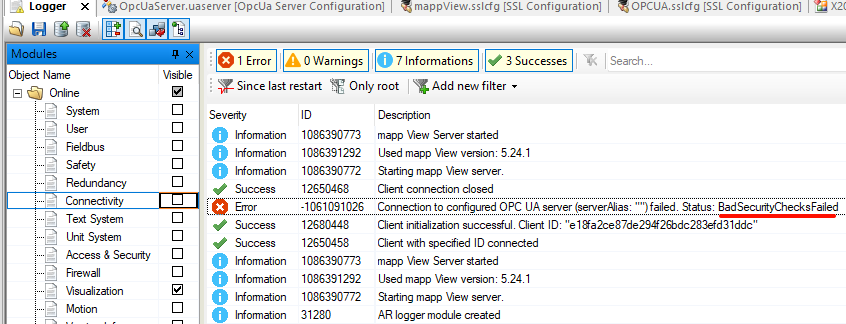 Logger
OpcUaServer.uaserver [OpcUa Server Configuration]
mappView.sslcfg [SSL Configuration]
OPCUA.sslcfg [SSL Configuration]
X20
Modules
Object Name Visible
Online
System
User
Fieldbus
Safety
Redundancy
Connectivity
Text System
Unit System
Access & Security
Firewall
Visualization
Motion
1 Error 0 Warnings 7 Informations 3 Successes Search...
Since last restart Only root Add new filter
Severity ID Description
Information 1086390773 mapp View Server started
Information 1086391292 Used mapp View version: 5.24.1
Information 1086390772 Starting mapp View server.
Success 12650468 Client connection closed
Error -1061091026 Connection to configured OPC UA server (serverAlias: "") failed. Status: BadSecurityChecksFailed
Success 12680448 Client initialization successful. Client ID: "e18fa2ce87de294f26bdc283efd31ddc"
Success 12650458 Client with specified ID connected
Information 1086390773 mapp View Server started
Information 1086391292 Used mapp View version: 5.24.1
Information 1086390772 Starting mapp View server.
Information 31280 AR logger module created